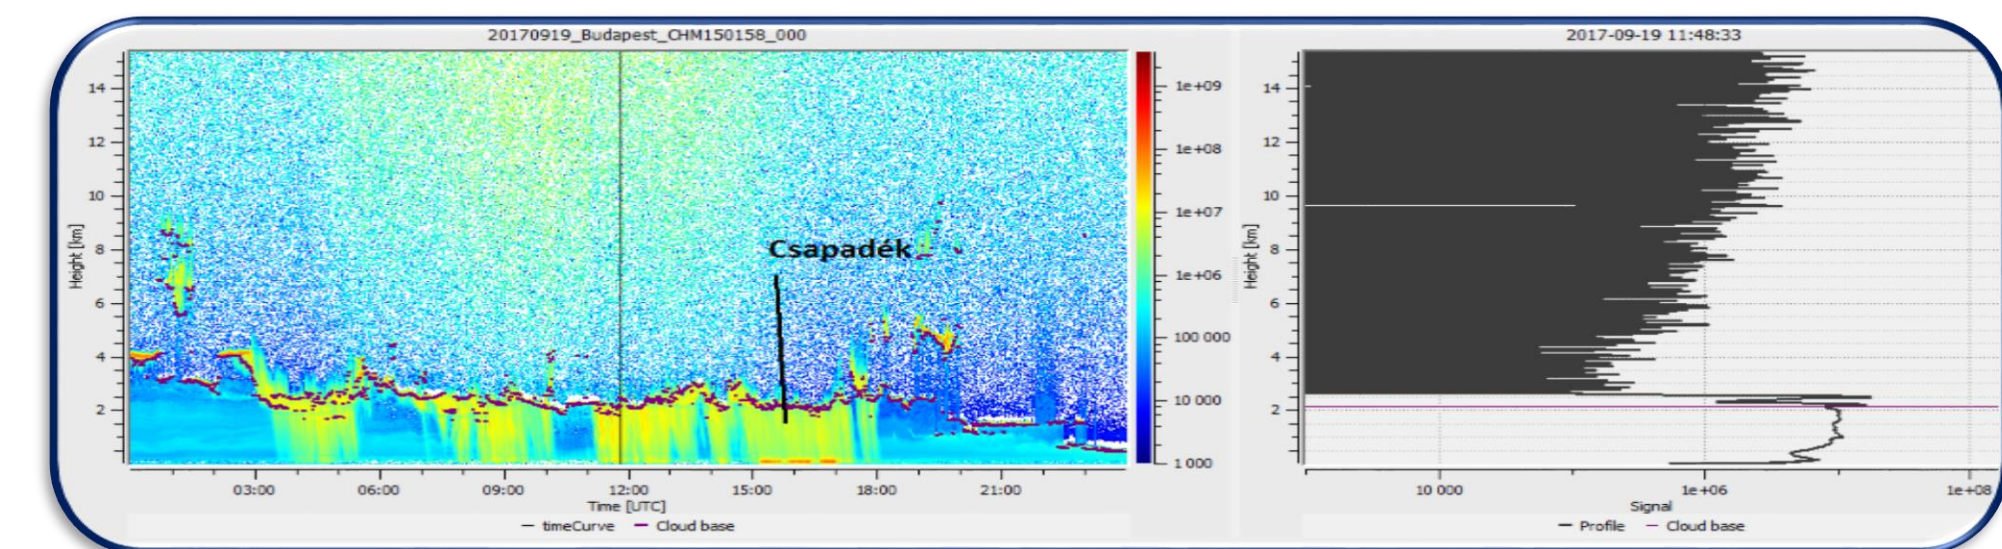 20170919_Budapest_CHM150158_000
14
12
10
8
6
4
2
Height [km]
Csapadék
03:00 06:00 09:00 12:00 15:00 18:00 21:00
Time [UTC]
timeCurve Cloud base
1e+09
1e+08
1e+07
1e+06
100 000
10 000
1 000
2017-09-19 11:48:33
14
12
10
8
6
4
2
Height [km]
10 000 1e+06 1e+08
Signal
Profile Cloud base